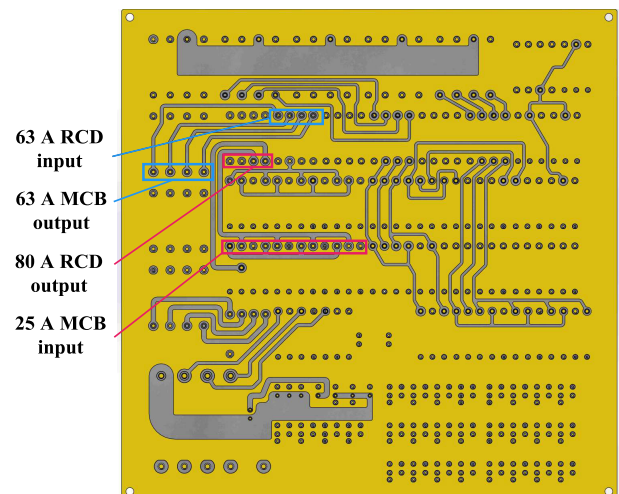 63 A RCD
input
63 A MCB
output
80 A RCD
output
25 A MCB
input